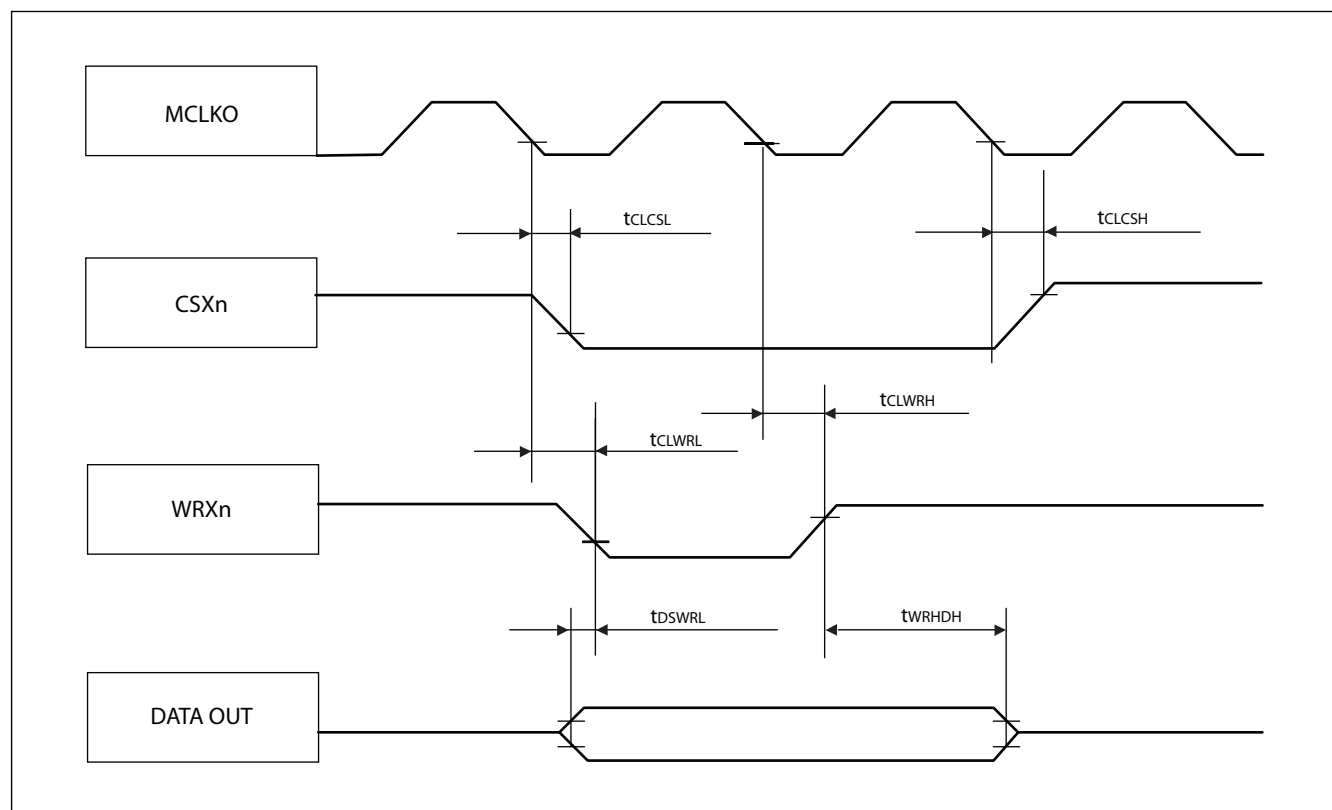 MCLKO
tCLCSL
tCLCSH
CSXn
tCLWRH
tCLWRL
WRXn
tDSWRL
tWRHDH
DATA OUT